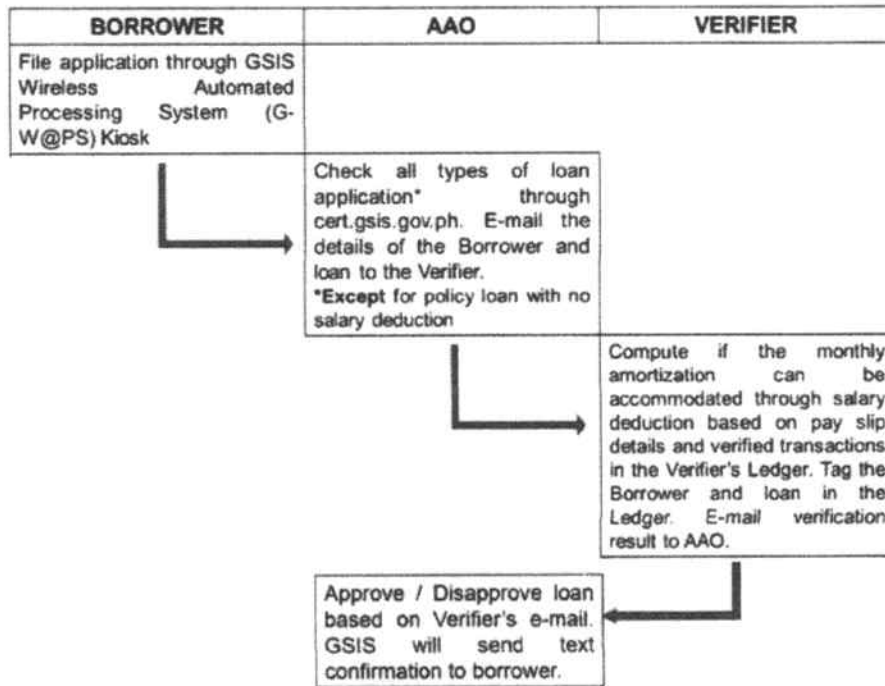 BORROWER
AAO
VERIFIER
File application through GSIS
Wireless Automated
Processing System (G-
W@PS) Kiosk
Check all types of loan
application* through
cert.gsis.gov.ph. E-mail the
details of the Borrower and
loan to the Verifier.
*Except for policy loan with no
salary deduction
Compute if the monthly
amortization can be
accommodated through salary
deduction based on pay slip
details and verified transactions
in the Verifier's Ledger. Tag the
Borrower and loan in the
Ledger. E-mail verification
result to AAO.
Approve / Disapprove loan
based on Verifier's e-mail.
GSIS will send text
confirmation to borrower.